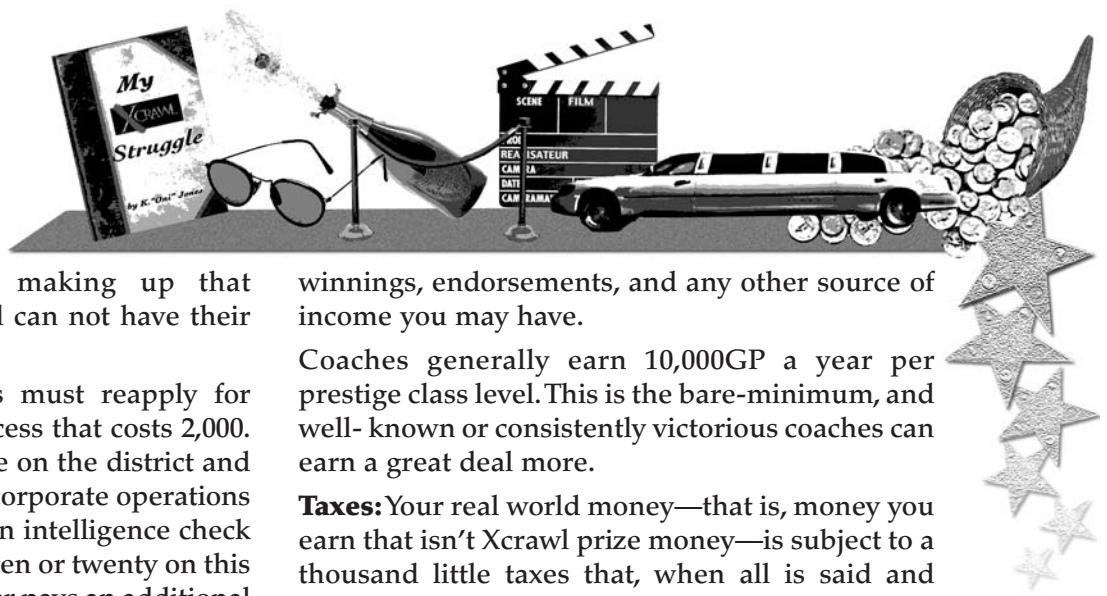 My
XCRAWL
Struggle
by K. "Oni" Jones
SCENE FILM
REALISATEUR
CAMERA
DATE
making up that
can not have their
must reapply for
cess that costs 2,000.
e on the district and
corporate operations
n intelligence check
en or twenty on this
pays an additional
winnings, endorsements, and any other source of
income you may have.
Coaches generally earn 10,000GP a year per
prestige class level. This is the bare-minimum, and
well- known or consistently victorious coaches can
earn a great deal more.
Taxes: Your real world money—that is, money you
earn that isn't Xcrawl prize money—is subject to a
thousand little taxes that, when all is said and